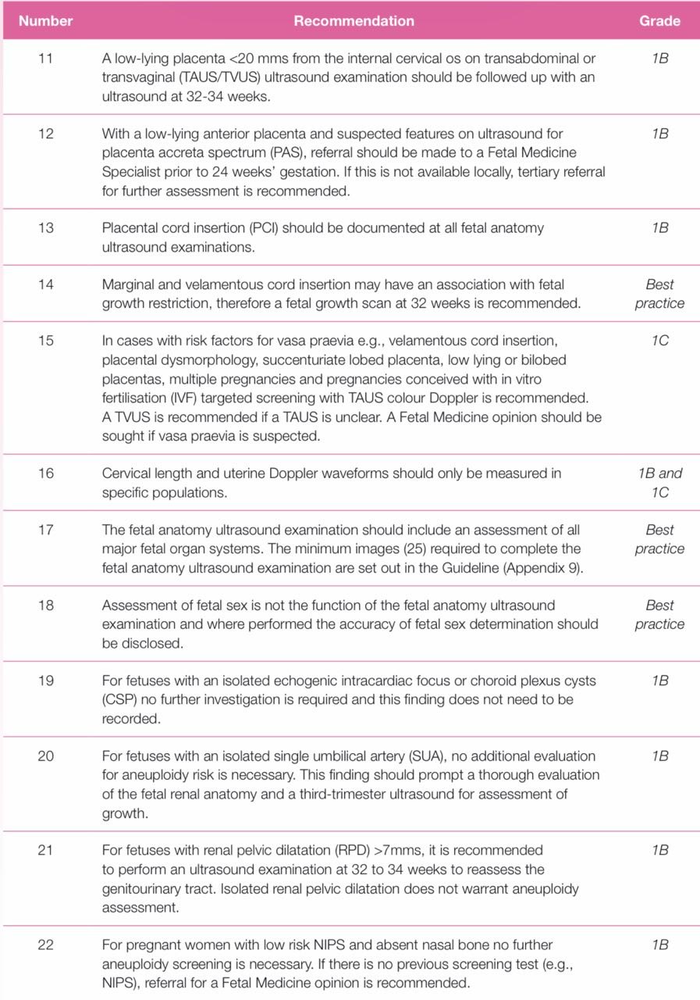 Number Recommendation Grade
11 A low-lying placenta <20 mms from the internal cervical os on transabdominal or 1B
transvaginal (TAUS/TVUS) ultrasound examination should be followed up with an
ultrasound at 32-34 weeks.
12 With a low-lying anterior placenta and suspected features on ultrasound for 1B
placenta accreta spectrum (PAS), referral should be made to a Fetal Medicine
Specialist prior to 24 weeks’ gestation. If this is not available locally, tertiary referral
for further assessment is recommended.
13 Placental cord insertion (PCI) should be documented at all fetal anatomy 1B
ultrasound examinations.
14 Marginal and velamentous cord insertion may have an association with fetal Best
growth restriction, therefore a fetal growth scan at 32 weeks is recommended. practice
15 In cases with risk factors for vasa praevia e.g., velamentous cord insertion, 1C
placental dysmorphology, succenturiate lobed placenta, low lying or bilobed
placentas, multiple pregnancies and pregnancies conceived with in vitro
fertilisation (IVF) targeted screening with TAUS colour Doppler is recommended.
A TVUS is recommended if a TAUS is unclear. A Fetal Medicine opinion should be
sought if vasa praevia is suspected.
16 Cervical length and uterine Doppler waveforms should only be measured in 1B and
specific populations. 1C
17 The fetal anatomy ultrasound examination should include an assessment of all Best
major fetal organ systems. The minimum images (25) required to complete the practice
fetal anatomy ultrasound examination are set out in the Guideline (Appendix 9).
18 Assessment of fetal sex is not the function of the fetal anatomy ultrasound Best
examination and where performed the accuracy of fetal sex determination should practice
be disclosed.
19 For fetuses with an isolated echogenic intracardiac focus or choroid plexus cysts 1B
(CSP) no further investigation is required and this finding does not need to be
recorded.
20 For fetuses with an isolated single umbilical artery (SUA), no additional evaluation 1B
for aneuploidy risk is necessary. This finding should prompt a thorough evaluation
of the fetal renal anatomy and a third-trimester ultrasound for assessment of
growth.
21 For fetuses with renal pelvic dilatation (RPD) >7mms, it is recommended 1B
to perform an ultrasound examination at 32 to 34 weeks to reassess the
genitourinary tract. Isolated renal pelvic dilatation does not warrant aneuploidy
assessment.
22 For pregnant women with low risk NIPS and absent nasal bone no further 1B
aneuploidy screening is necessary. If there is no previous screening test (e.g.,
NIPS), referral for a Fetal Medicine opinion is recommended.